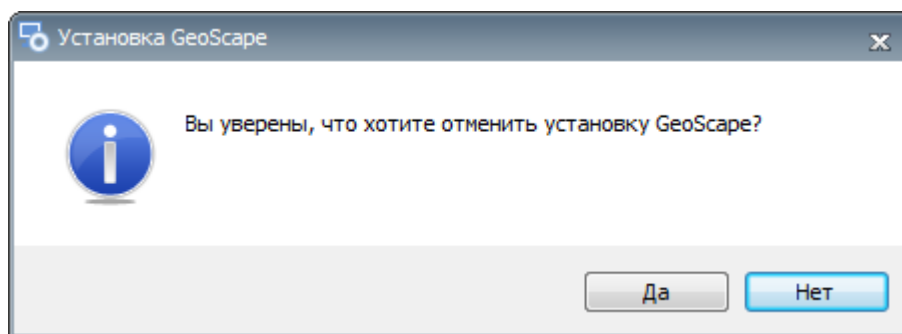 Установка GeoScape
Вы уверены, что хотите отменить установку GeoScape?
Да
Нет